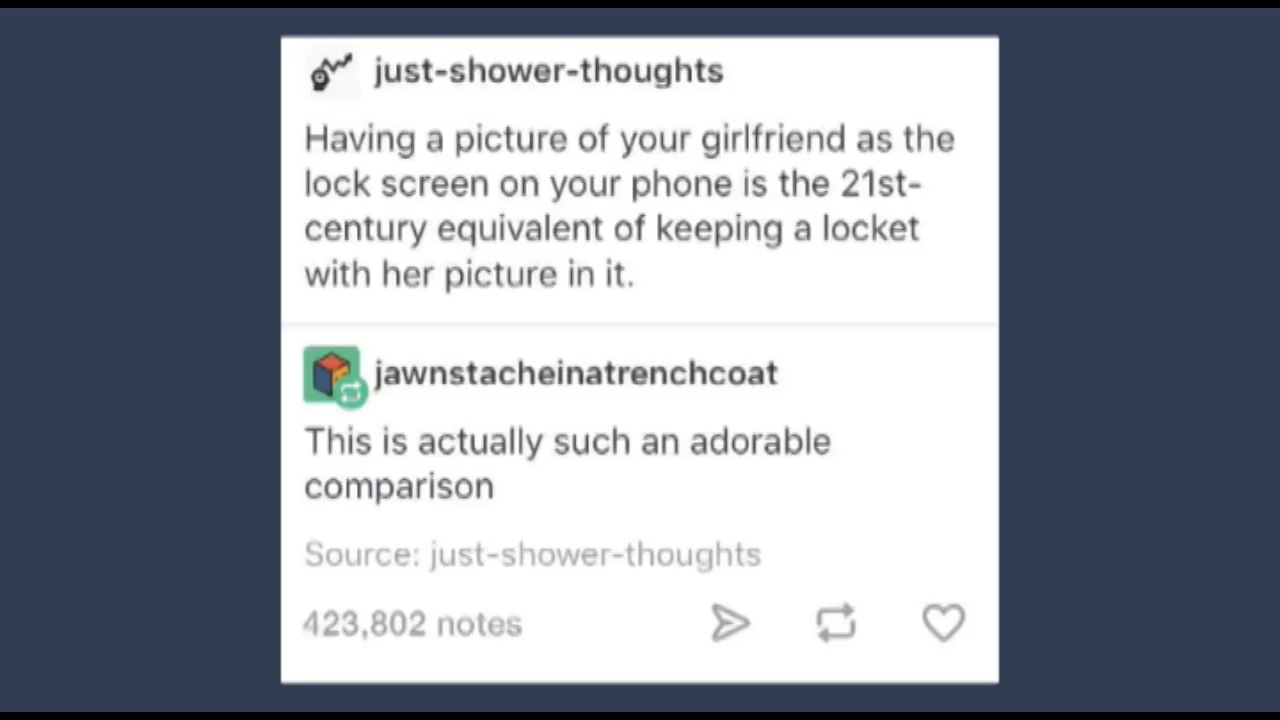 just-shower-thoughts
Having a picture of your girlfriend as the
lock screen on your phone is the 21st-
century equivalent of keeping a locket
with her picture in it.
jawnstacheinatrenchcoat
This is actually such an adorable
comparison
Source: just-shower-thoughts
423,802 notes